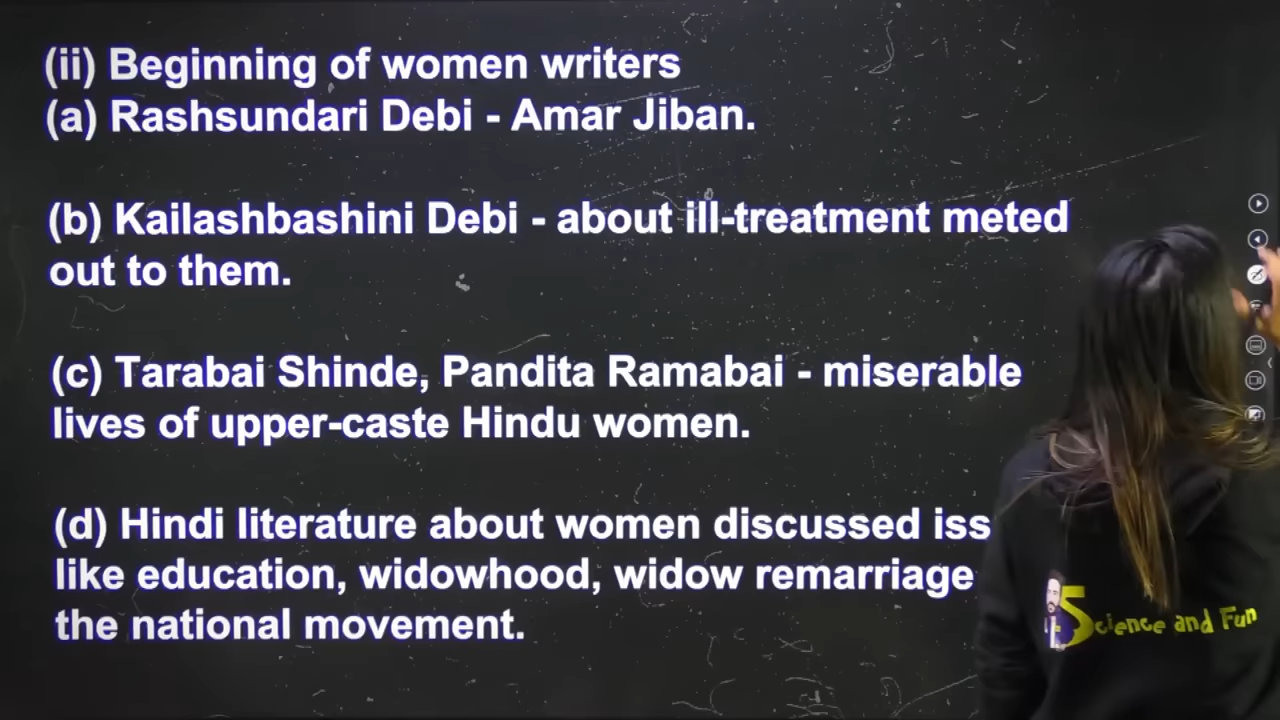 (ii) Beginning of women writers
(a) Rashsundari Debi - Amar Jiban.
(b) Kailashbashini Debi - about ill-treatment meted
out to them.
(c) Tarabai Shinde, Pandita Ramabai - miserable
lives of upper-caste Hindu women.
(d) Hindi literature about women discussed iss
like education, widowhood, widow remarriage
the national movement.
Science and Fun